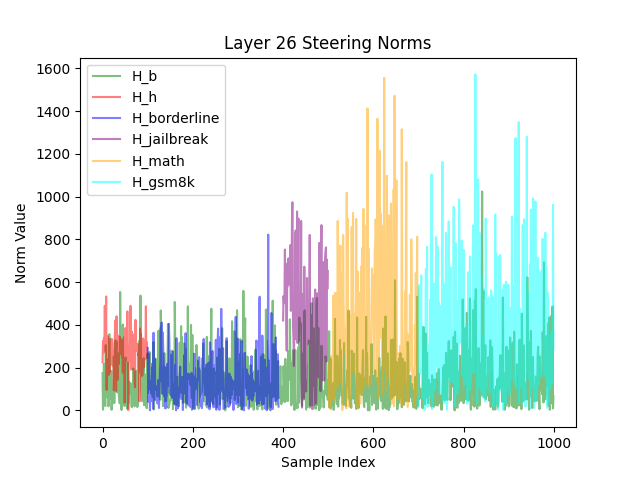 Layer 26 Steering Norms
Norm Value
1600
1400
1200
1000
800
600
400
200
0
H_b
H_h
H_borderline
H_jailbreak
H_math
H_gsm8k
0
200
400
600
800
1000
Sample Index